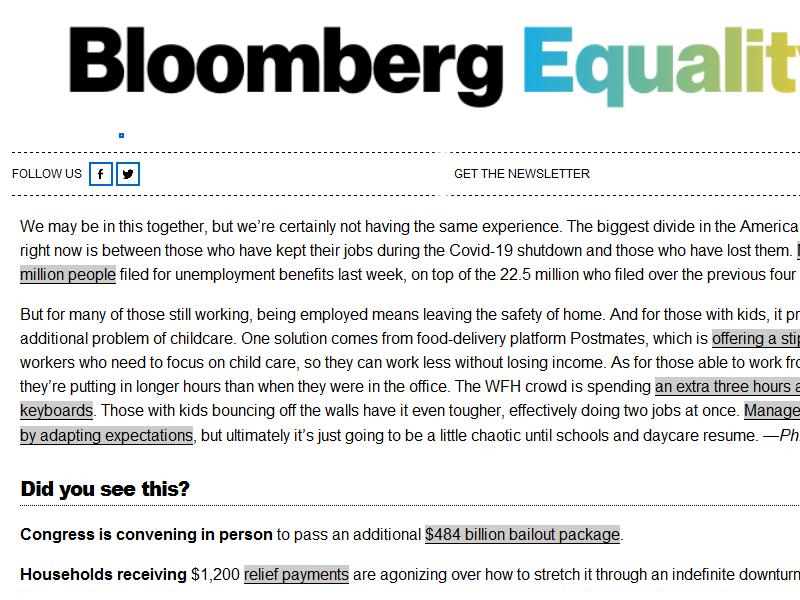 Bloomberg Equality
FOLLOW US
GET THE NEWSLETTER
We may be in this together, but we’re certainly not having the same experience. The biggest divide in the America
right now is between those who have kept their jobs during the Covid-19 shutdown and those who have lost them.
million people filed for unemployment benefits last week, on top of the 22.5 million who filed over the previous four
But for many of those still working, being employed means leaving the safety of home. And for those with kids, it
additional problem of childcare. One solution comes from food-delivery platform Postmates, which is offering a
workers who need to focus on child care, so they can work less without losing income. As for those able to work
they’re putting in longer hours than when they were in the office. The WFH crowd is spending an extra three hours
keyboards. Those with kids bouncing off the walls have it even tougher, effectively doing two jobs at once. Manage
by adapting expectations, but ultimately it’s just going to be a little chaotic until schools and daycare resume. —Ph
Did you see this?
Congress is convening in person to pass an additional $484 billion bailout package.
Households receiving $1,200 relief payments are agonizing over how to stretch it through an indefinite downturn